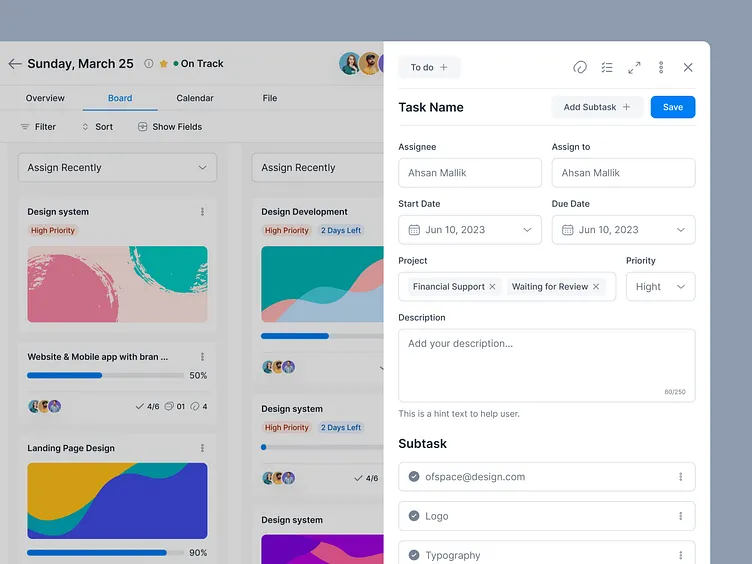 Sunday, March 25
On Track
Overview
Board
Calendar
File
Filter
Sort
Show Fields
Assign Recently
Design system
High Priority
Website & Mobile app with bran ...
50%
4/6
01
4
Landing Page Design
90%
Assign Recently
Design Development
High Priority
2 Days Left
Design system
High Priority
2 Days Left
4/6
Design system
To do
Task Name
Add Subtask
Save
Assignee
Assign to
Ahsan Mallik
Ahsan Mallik
Start Date
Due Date
Jun 10, 2023
Jun 10, 2023
Project
Priority
Financial Support
Waiting for Review
Hight
Description
Add your description...
60/250
This is a hint text to help user.
Subtask
ofspace@design.com
Logo
Typography